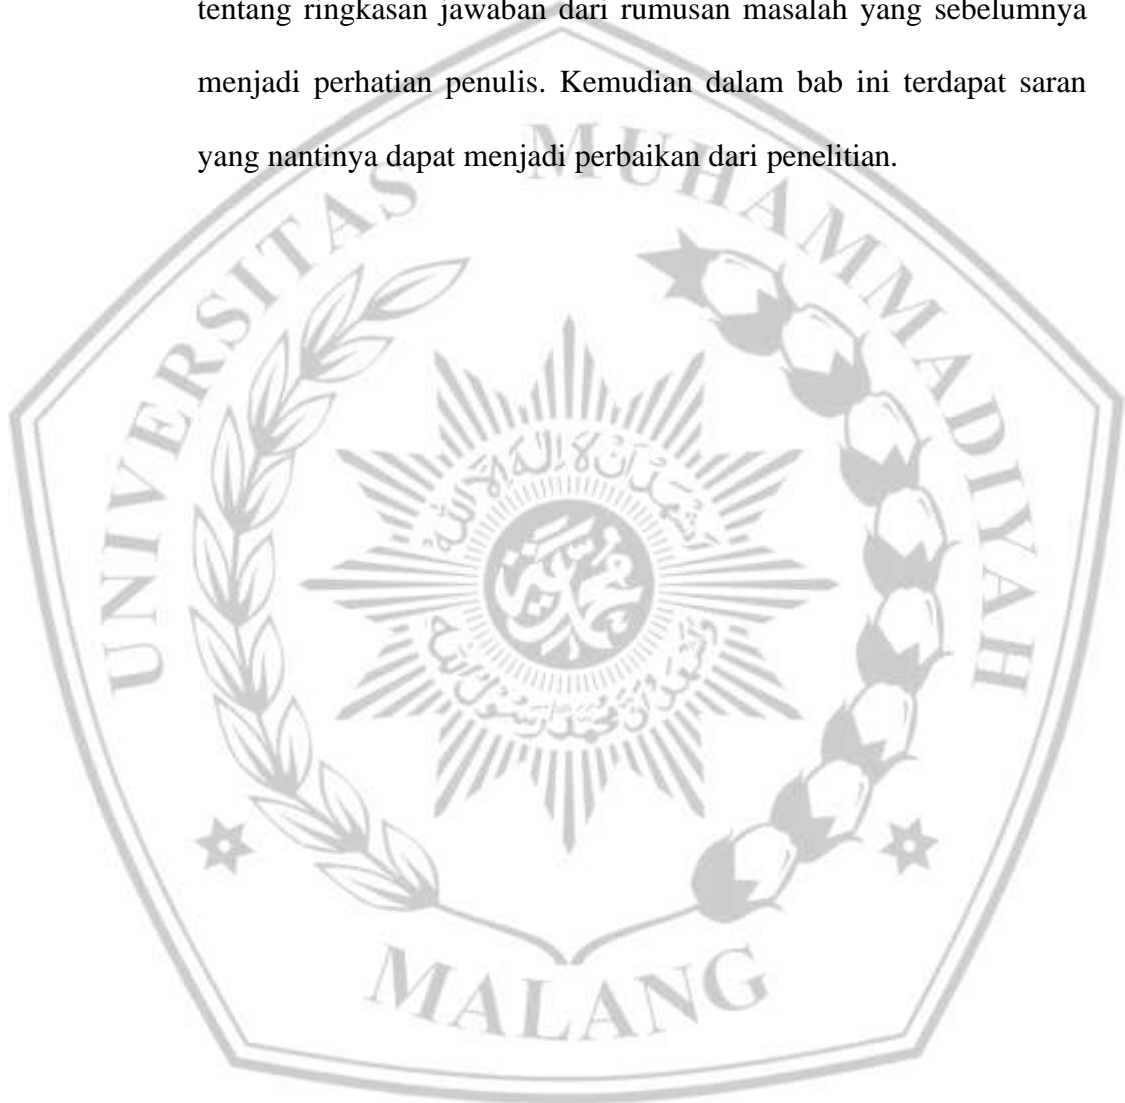 tentang ringkasan jawaban dari rumusan masalah yang sebelumnya
menjadi perhatian penulis. Kemudian dalam bab ini terdapat saran
yang nantinya dapat menjadi perbaikan dari penelitian.
UNIVERSITAS MUHAMMADIYAH
MALANG